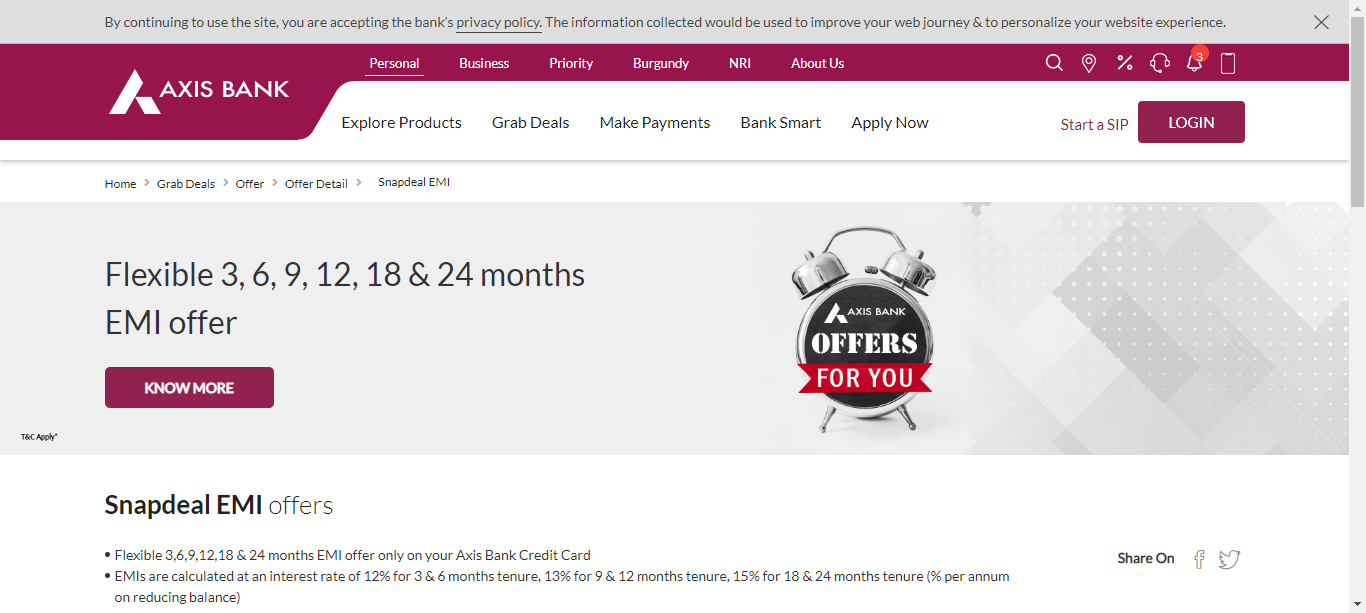 By continuing to use the site, you are accepting the bank's privacy policy. The information collected would be used to improve your web journey & to personalize your website experience.
Personal Business Priority Burgundy NRI About Us 3
AXIS BANK
Explore Products Grab Deals Make Payments Bank Smart Apply Now Start a SIP LOGIN
Home Grab Deals Offer Offer Detail Snapdeal EMI
Flexible 3, 6, 9, 12, 18 & 24 months
EMI offer
KNOW MORE
T&C Apply*
AXIS BANK
OFFERS
FOR YOU
Snapdeal EMI offers
• Flexible 3,6,9,12,18 & 24 months EMI offer only on your Axis Bank Credit Card
• EMIs are calculated at an interest rate of 12% for 3 & 6 months tenure, 13% for 9 & 12 months tenure, 15% for 18 & 24 months tenure (% per annum
on reducing balance)
Share On